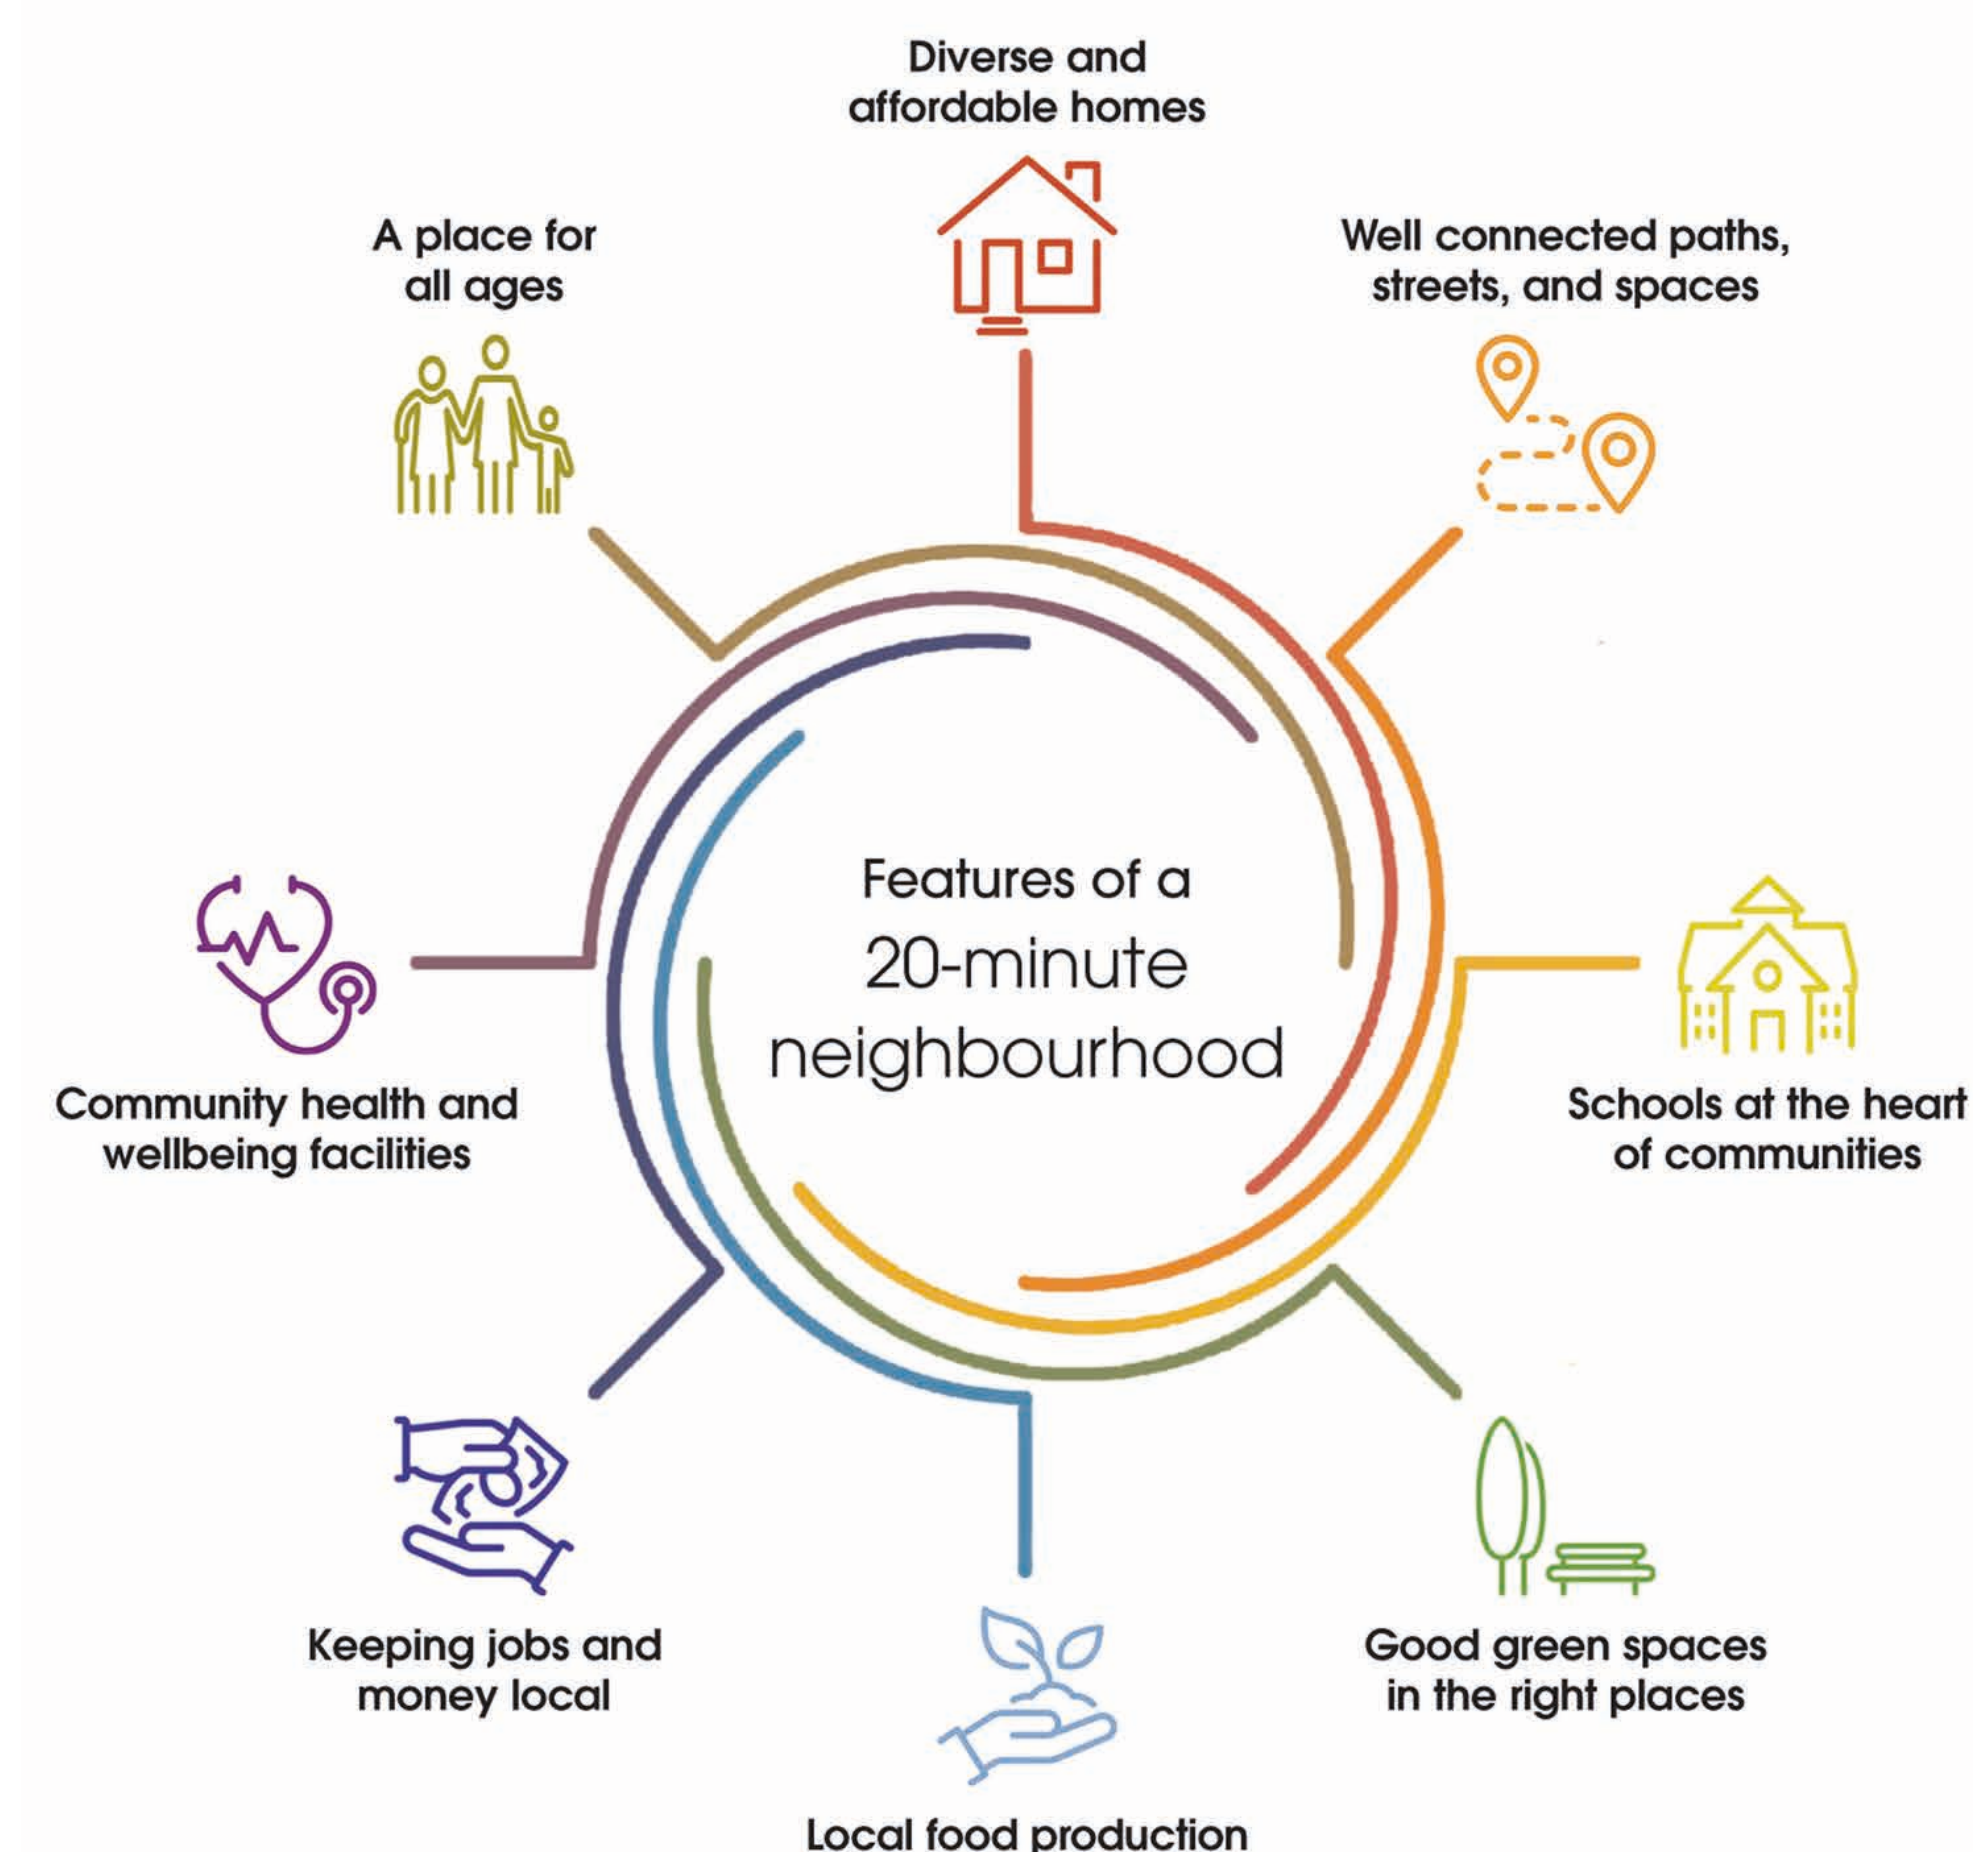 Diverse and
affordable homes
A place for
all ages
Well connected paths,
streets, and spaces
Features of a
20-minute
neighbourhood
Community health and
wellbeing facilities
Schools at the heart
of communities
Keeping jobs and
money local
Good green spaces
in the right places
Local food production